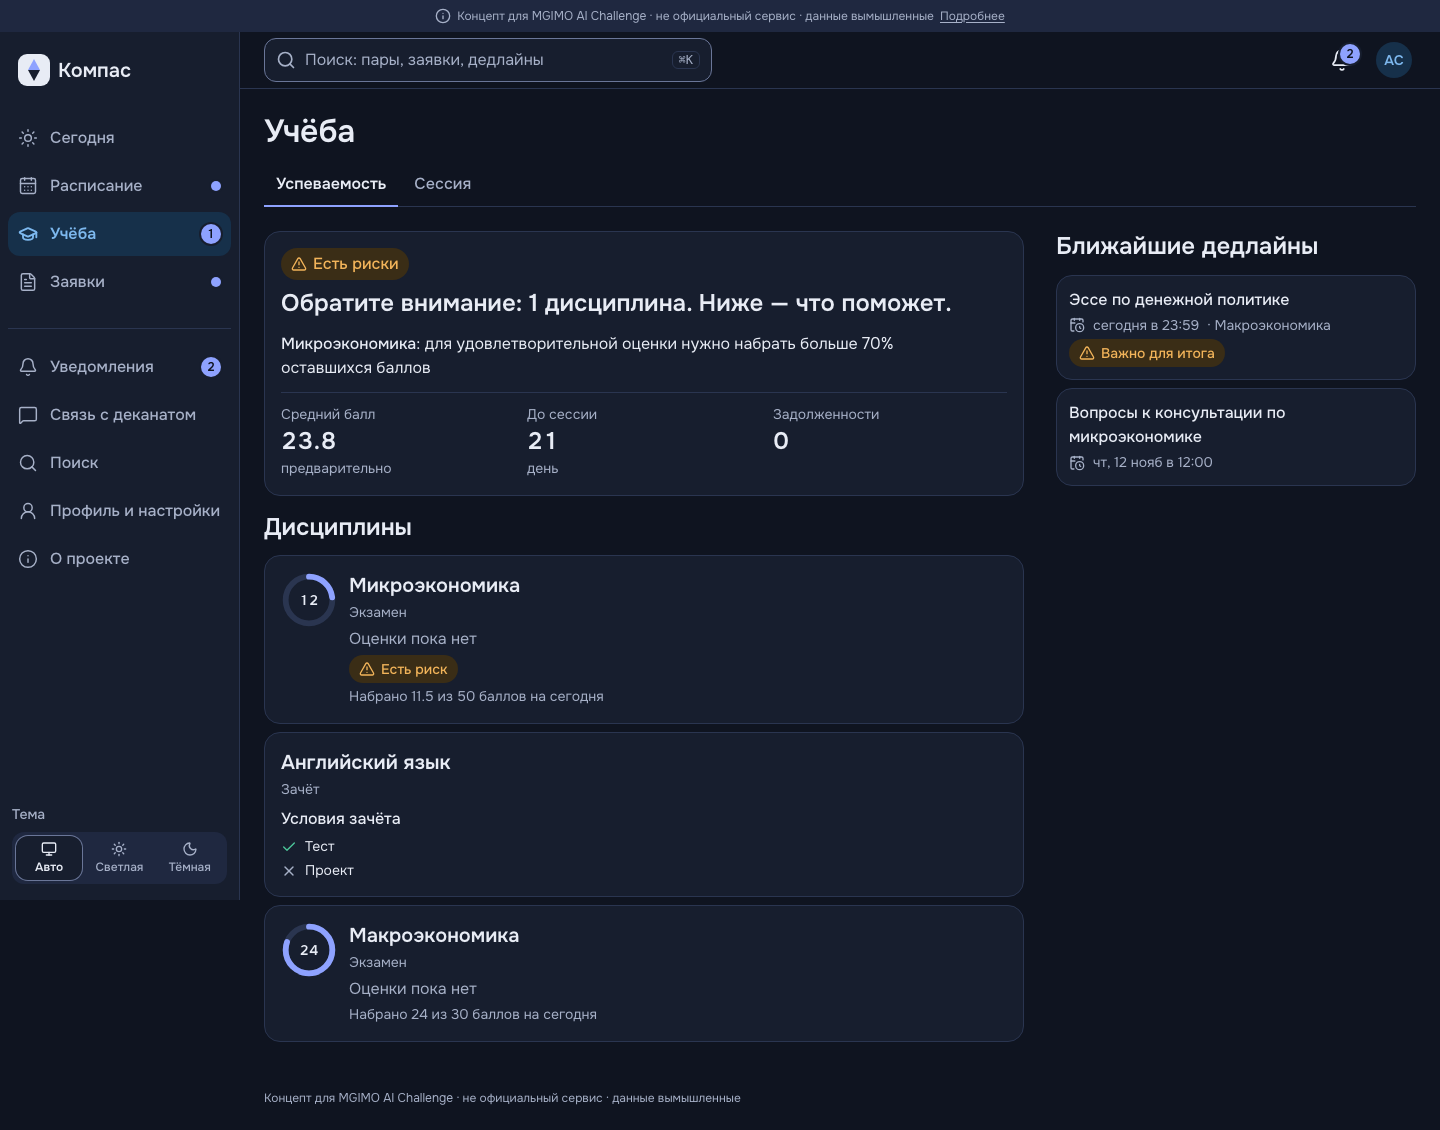 Концепт для MGIMO AI Challenge · не официальный сервис · данные вымышленные Подробнее
Компас
Поиск: пары, заявки, дедлайны
⌘K
2
АС
Сегодня
Расписание
Учёба
1
Заявки
Уведомления
2
Связь с деканатом
Поиск
Профиль и настройки
О проекте
Тема
Авто
Светлая
Тёмная
Учёба
Успеваемость
Сессия
Есть риски
Обратите внимание: 1 дисциплина. Ниже — что поможет.
Микроэкономика: для удовлетворительной оценки нужно набрать больше 70%
оставшихся баллов
Средний балл
23.8
предварительно
До сессии
21
день
Задолженности
0
Дисциплины
12
Микроэкономика
Экзамен
Оценки пока нет
Есть риск
Набрано 11.5 из 50 баллов на сегодня
Английский язык
Зачёт
Условия зачёта
Тест
Проект
24
Макроэкономика
Экзамен
Оценки пока нет
Набрано 24 из 30 баллов на сегодня
Ближайшие дедлайны
Эссе по денежной политике
сегодня в 23:59 · Макроэкономика
Важно для итога
Вопросы к консультации по
микроэкономике
чт, 12 нояб в 12:00
Концепт для MGIMO AI Challenge · не официальный сервис · данные вымышленные